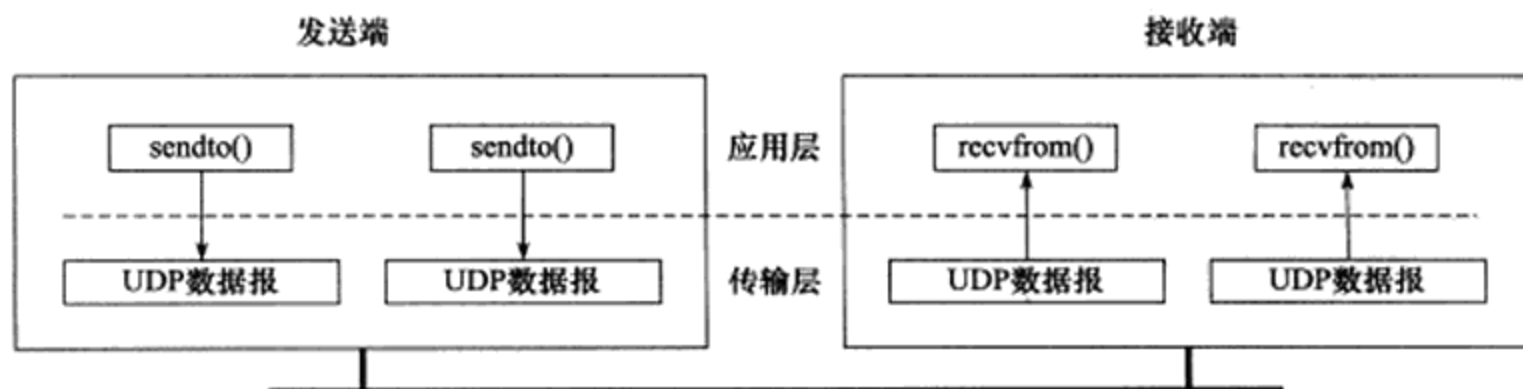 发送端 接收端
sendto() sendto() 应用层 recvfrom() recvfrom()
UDP数据报 UDP数据报 传输层 UDP数据报 UDP数据报